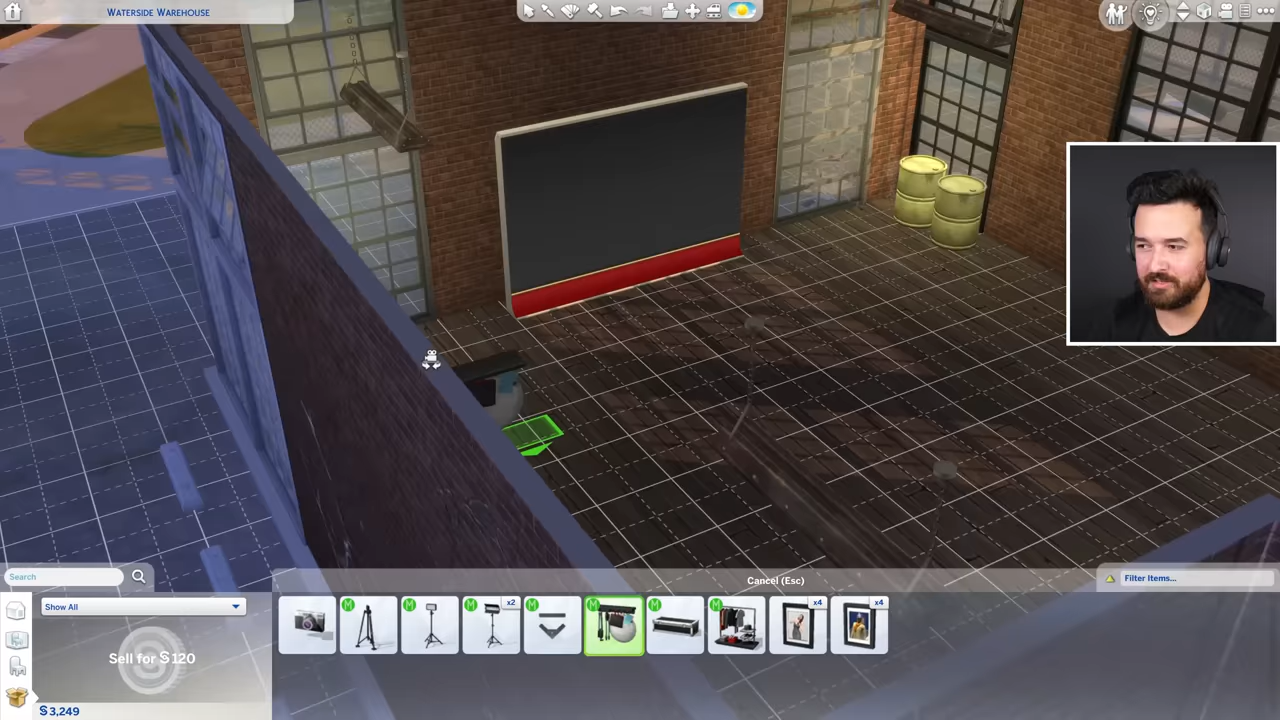 WATERSIDE WAREHOUSE
Cancel (Esc)
Search
Filter Items...
Show All
M
M
M
x2
M
M
M
M
x4
x4
Sell for §120
§3,249